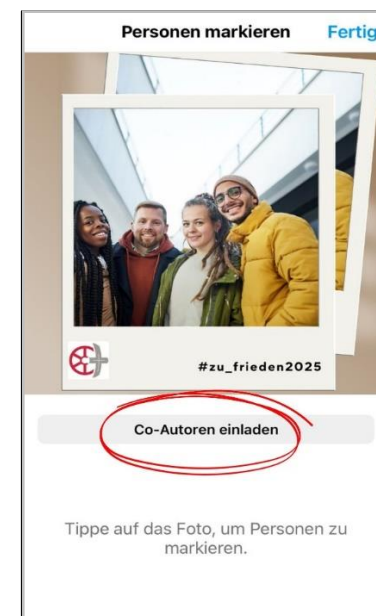 Personen markieren Fertig
#zu_frieden2025
Co-Autoren einladen
Tippe auf das Foto, um Personen zu
markieren.